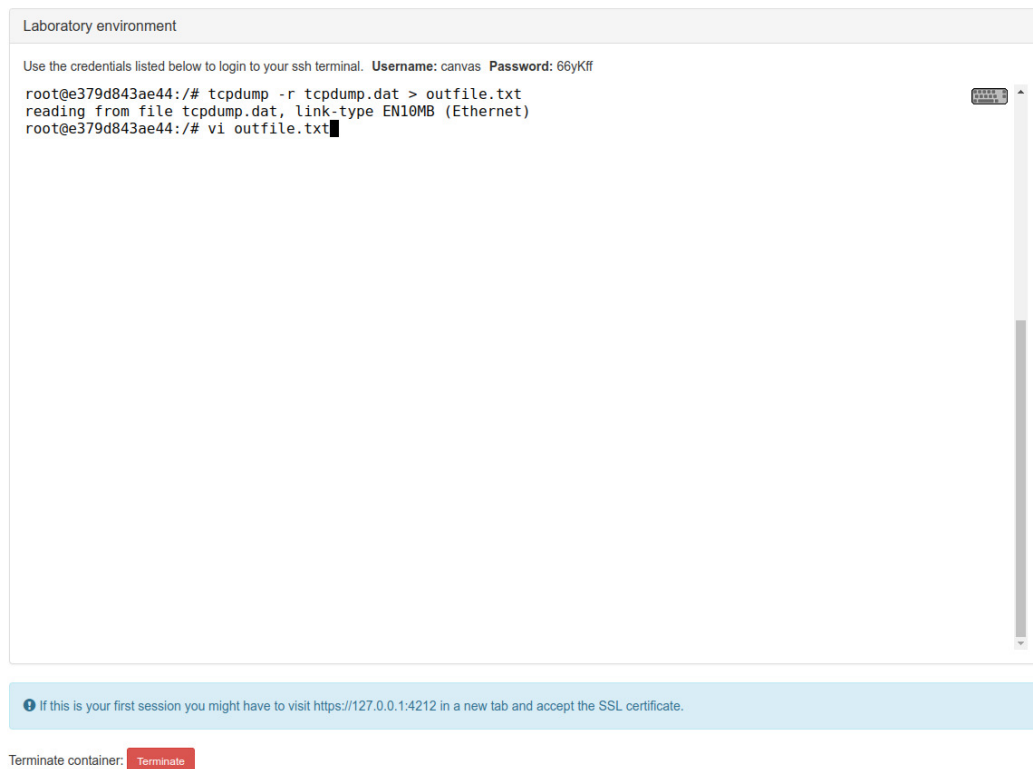 Laboratory environment
Use the credentials listed below to login to your ssh terminal. Username: canvas Password: 66yKff
root@e379d843ae44:/# tcpdump -r tcpdump.dat > outfile.txt
reading from file tcpdump.dat, link-type EN10MB (Ethernet)
root@e379d843ae44:/# vi outfile.txt
If this is your first session you might have to visit https://127.0.0.1:4212 in a new tab and accept the SSL certificate.
Terminate container: Terminate